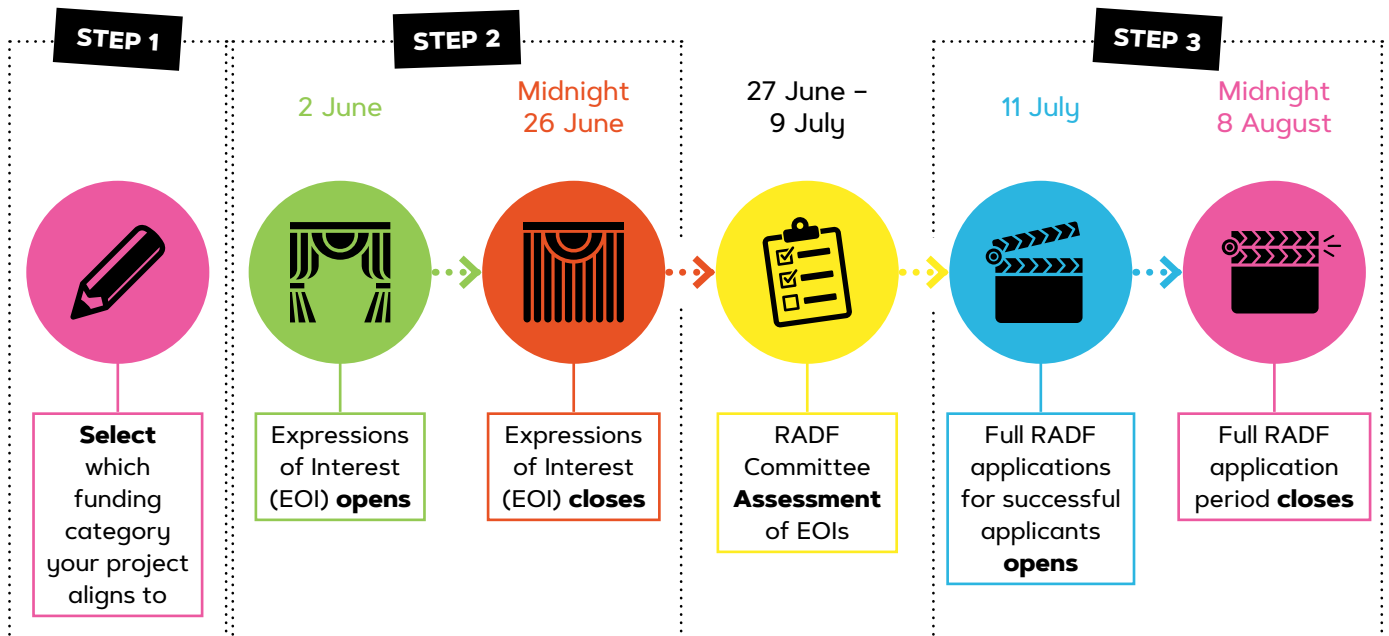 STEP 1
STEP 2
STEP 3
2 June
Midnight
26 June
27 June –
9 July
11 July
Midnight
8 August
Select
which
funding
category
your project
aligns to
Expressions
of Interest
(EOI) opens
Expressions
of Interest
(EOI) closes
RADF
Committee
Assessment
of EOIs
Full RADF
applications
for successful
applicants
opens
Full RADF
application
period closes